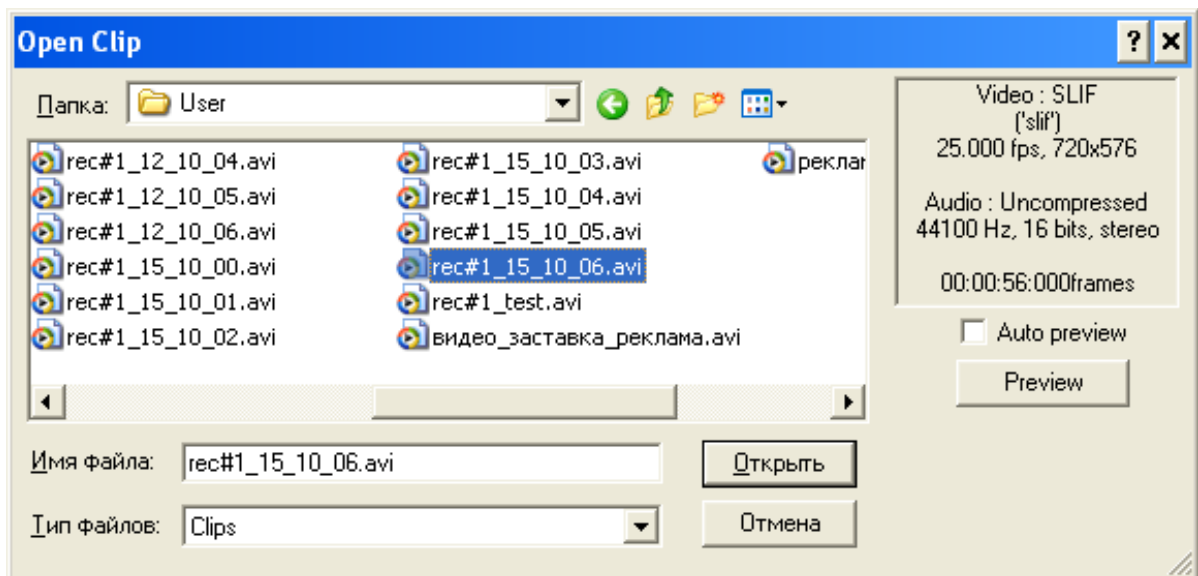 Open Clip
Папка: User
rec#1_12_10_04.avi
rec#1_12_10_05.avi
rec#1_12_10_06.avi
rec#1_15_10_00.avi
rec#1_15_10_01.avi
rec#1_15_10_02.avi
rec#1_15_10_03.avi
rec#1_15_10_04.avi
rec#1_15_10_05.avi
rec#1_15_10_06.avi
rec#1_test.avi
видео_заставка_реклама.avi
реклам
Video : SLIF
('slif')
25.000 fps, 720x576
Audio : Uncompressed
44100 Hz, 16 bits, stereo
00:00:56:000frames
Auto preview
Preview
Имя файла: rec#1_15_10_06.avi
Открыть
Тип файлов: Clips
Отмена